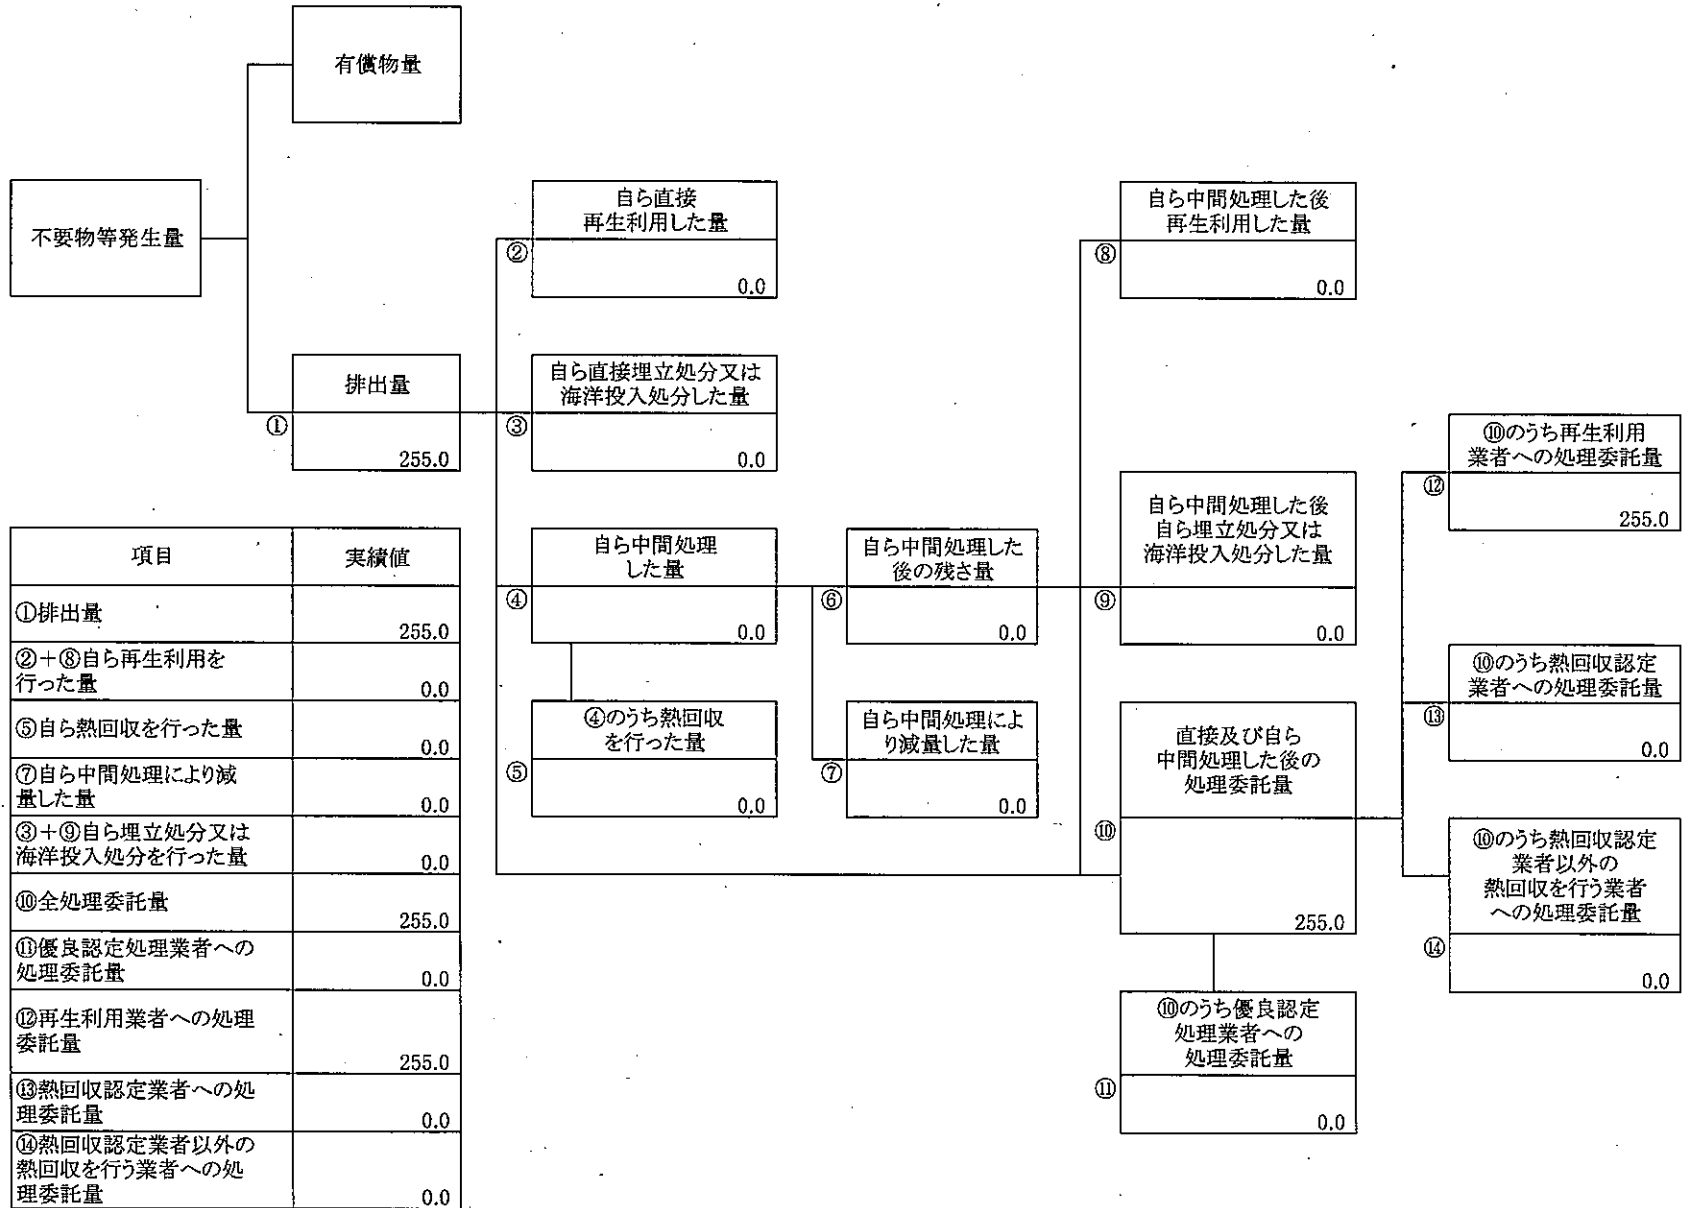 有償物量
不要物等発生量
排出量
①
255.0
自ら直接
再生利用した量
②
0.0
自ら直接埋立処分又は
海洋投入処分した量
③
0.0
自ら中間処理
した量
④
0.0
④のうち熱回収
を行った量
⑤
0.0
自ら中間処理した
後の残さ量
⑥
0.0
自ら中間処理によ
り減量した量
⑦
0.0
自ら中間処理した後
再生利用した量
⑧
0.0
自ら中間処理した後
自ら埋立処分又は
海洋投入処分した量
⑨
0.0
直接及び自ら
中間処理した後の
処理委託量
⑩
255.0
⑩のうち優良認定
処理業者への
処理委託量
⑪
0.0
⑩のうち再生利用
業者への処理委託量
⑫
255.0
⑩のうち熱回収認定
業者への処理委託量
⑬
0.0
⑩のうち熱回収認定
業者以外の
熱回収を行う業者
への処理委託量
⑭
0.0
項目 実績値
①排出量
255.0
②+⑧自ら再生利用を
行った量 0.0
⑤自ら熱回収を行った量
0.0
⑦自ら中間処理により減
量した量 0.0
③+⑨自ら埋立処分又は
海洋投入処分を行った量 0.0
⑩全処理委託量
255.0
⑪優良認定処理業者への
処理委託量 0.0
⑫再生利用業者への処理
委託量
255.0
⑬熱回収認定業者への処
理委託量 0.0
⑭熱回収認定業者以外の
熱回収を行う業者への処
理委託量 0.0